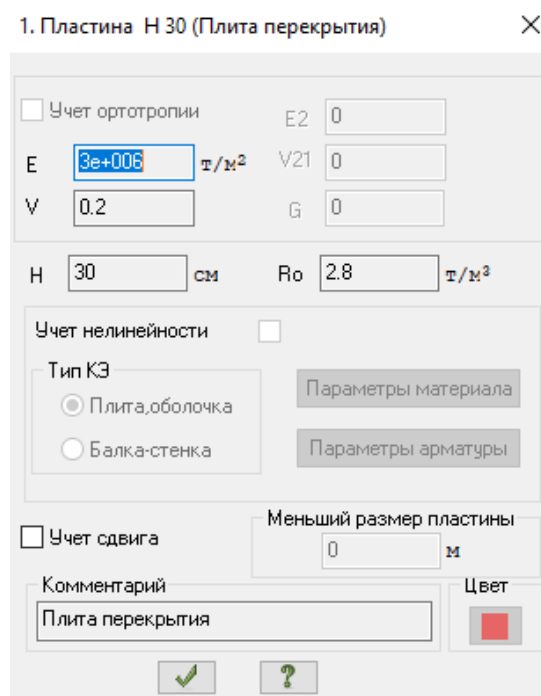 1. Пластина H 30 (Плита перекрытия)
Учет ортотропии
E2 0
E 3e+006 т/м²
V21 0
V 0.2
G 0
H 30 см
Ro 2.8 т/м³
Учет нелинейности
Тип КЭ
Плита,оболочка
Балка-стенка
Параметры материала
Параметры арматуры
Учет сдвига
Меньший размер пластины
0 м
Комментарий
Плита перекрытия
Цвет
?